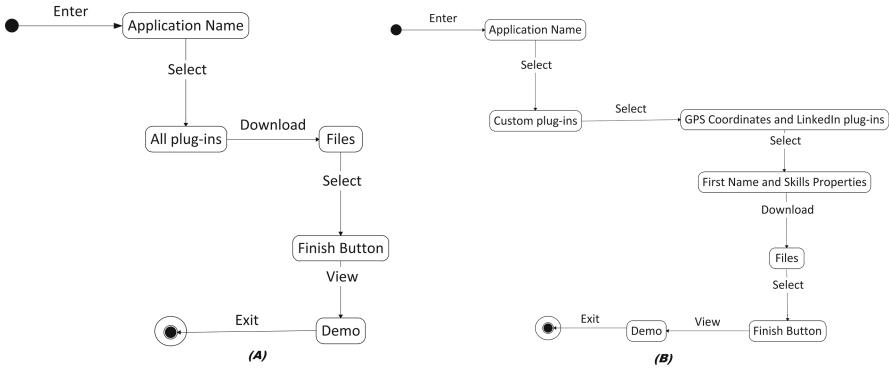 Enter
Application Name
Select
All plug-ins
Download
Files
Select
Finish Button
View
Demo
Exit
(A)
Enter
Application Name
Select
Custom plug-ins
Select
GPS Coordinates and LinkedIn plug-ins
Select
First Name and Skills Properties
Download
Files
Select
Finish Button
View
Demo
Exit
(B)